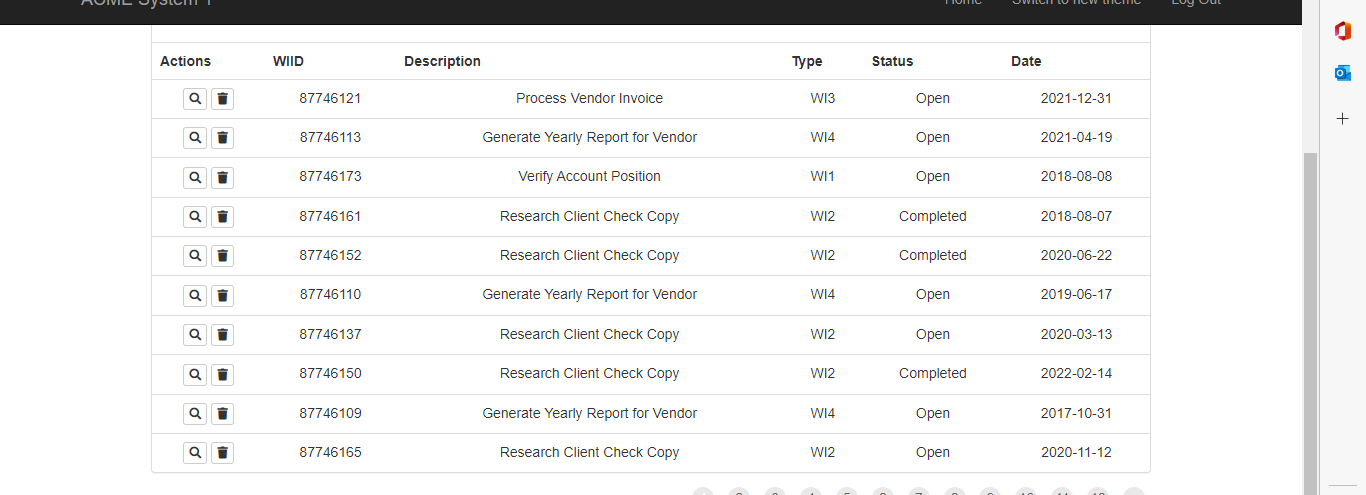 ACME System 1 Home Switch to new theme Log Out
Actions WIID Description Type Status Date
87746121 Process Vendor Invoice WI3 Open 2021-12-31
87746113 Generate Yearly Report for Vendor WI4 Open 2021-04-19
87746173 Verify Account Position WI1 Open 2018-08-08
87746161 Research Client Check Copy WI2 Completed 2018-08-07
87746152 Research Client Check Copy WI2 Completed 2020-06-22
87746110 Generate Yearly Report for Vendor WI4 Open 2019-06-17
87746137 Research Client Check Copy WI2 Open 2020-03-13
87746150 Research Client Check Copy WI2 Completed 2022-02-14
87746109 Generate Yearly Report for Vendor WI4 Open 2017-10-31
87746165 Research Client Check Copy WI2 Open 2020-11-12